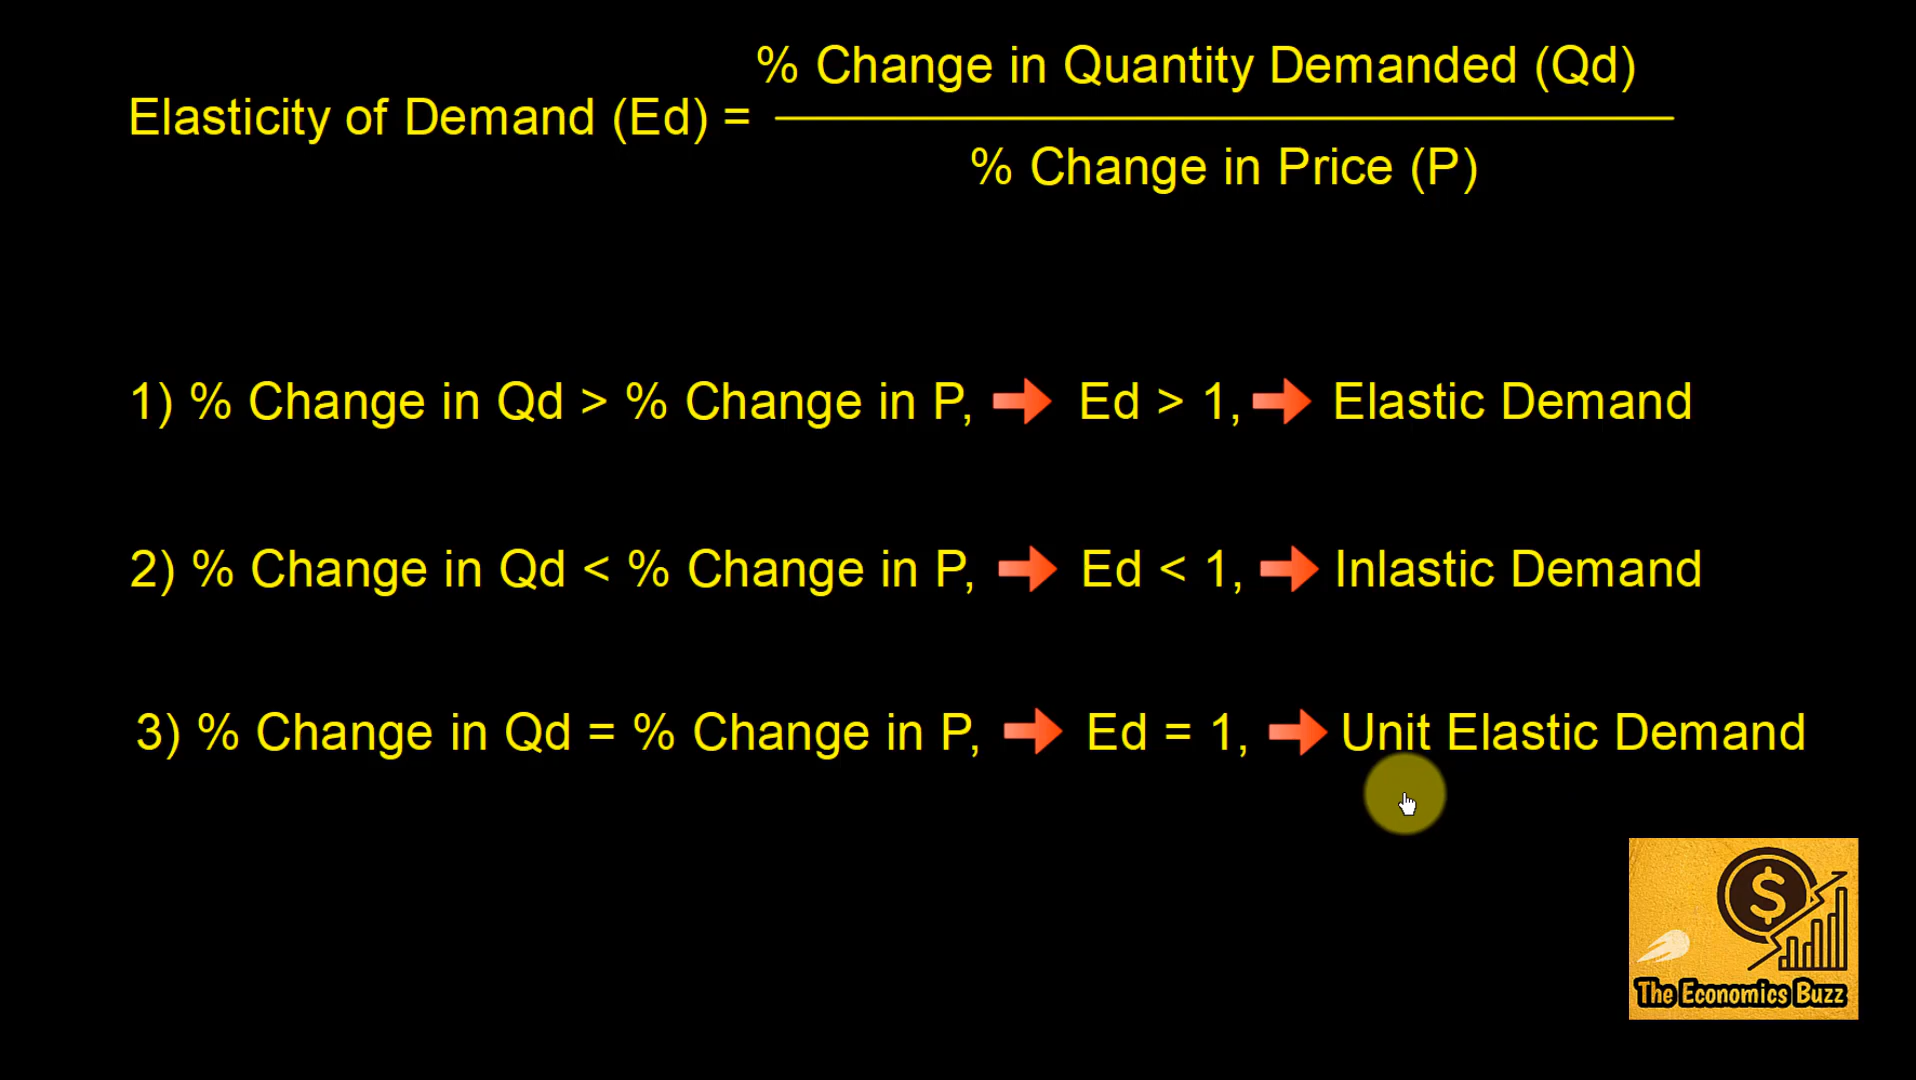 % Change in Quantity Demanded (Qd)
Elasticity of Demand (Ed) =
% Change in Price (P)
1) % Change in Qd > % Change in P, ➡ Ed > 1, ➡ Elastic Demand
2) % Change in Qd < % Change in P, ➡ Ed < 1, ➡ Inlastic Demand
3) % Change in Qd = % Change in P, ➡ Ed = 1, ➡ Unit Elastic Demand
$
The Economics Buzz